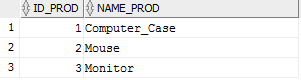 ID_PROD NAME_PROD
1 1 Computer_Case
2 2 Mouse
3 3 Monitor